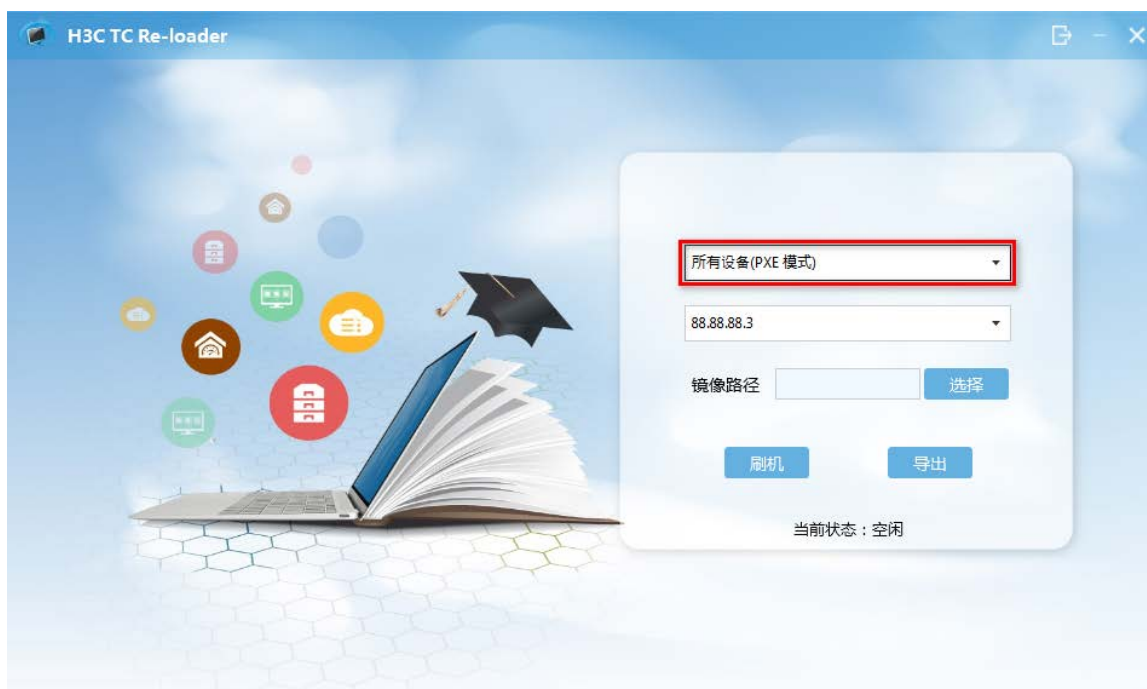 H3C TC Re-loader
所有设备(PXE 模式)
88.88.88.3
镜像路径 选择
刷机 导出
当前状态：空闲